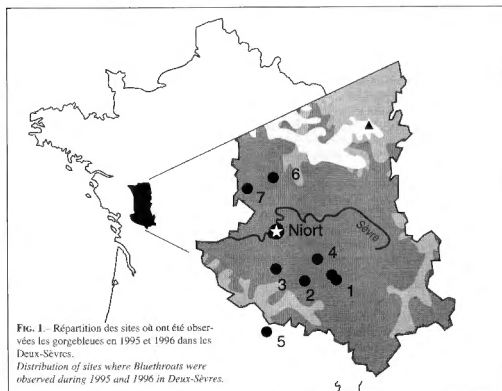 6
7
Niort
Sèvre
4
3
2
1
5
FIG. 1.– Répartition des sites où ont été obser-
vées les gorgebleues en 1995 et 1996 dans les
Deux-Sèvres.
Distribution of sites where Bluethroats were
observed during 1995 and 1996 in Deux-Sèvres.